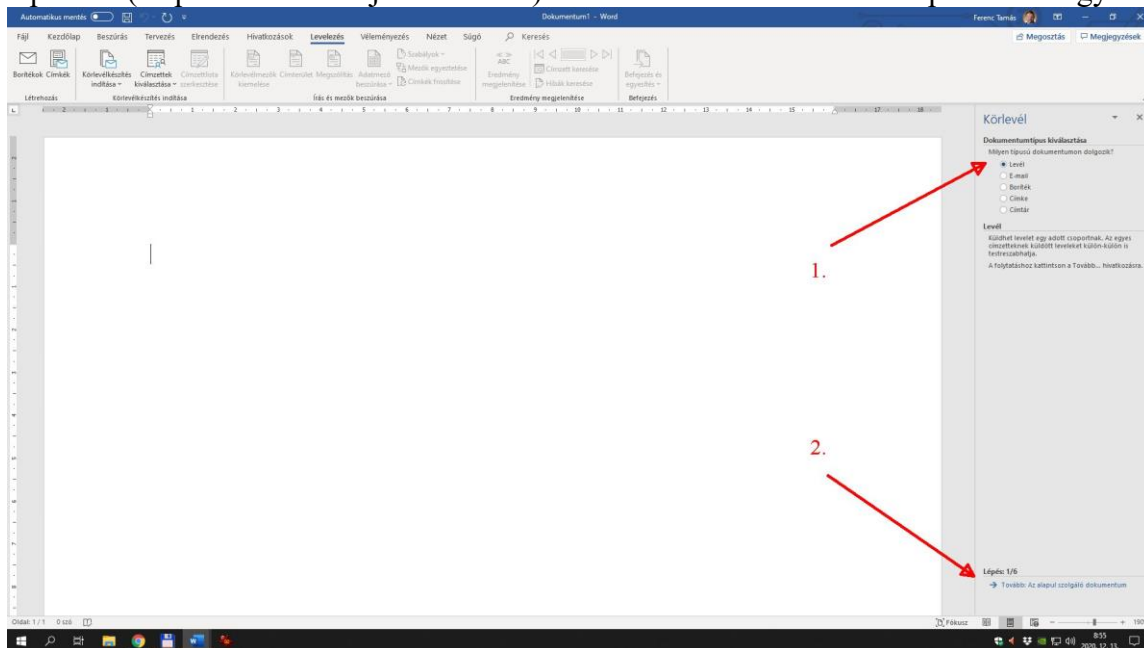 Automatikus mentés
Dokumentum1 - Word
Ferenc Tamás
Fájl Kezdőlap Beszúrás Tervezés Elrendezés Hivatkozások Levelezés Véleményezés Nézet Súgó Keresés
Megosztás Megjegyzések
Borítékok Címkék
Körlevélkészítés indítása
Címzettek kiválasztása
Címzettlista szerkesztése
Körlevélmezők kiemelése
Címterület Megszólítás
Adatmező beszúrása
Szabályok
Mezők egyeztetése
Címkék frissítése
ABC
Eredmény megjelenítése
Címzett keresése
Hibák keresése
Befejezés és egyesítés
Létrehozás
Körlevélkészítés indítása
Írás és mezők beszúrása
Eredmény megjelenítése
Befejezés
Körlevél
Dokumentumtípus kiválasztása
Milyen típusú dokumentumon dolgozik?
Levél
E-mail
Boríték
Címke
Címtár
Levél
Küldhet levelet egy adott csoportnak. Az egyes
címzetteknek küldött leveleket külön-külön is
testreszabhatja.
A folytatáshoz kattintson a Tovább... hivatkozásra.
1.
2.
Lépés: 1/6
Tovább: Az alapul szolgáló dokumentum
Oldal: 1 / 1 0 szó
Fókusz
150
8:55
2020. 12. 13.